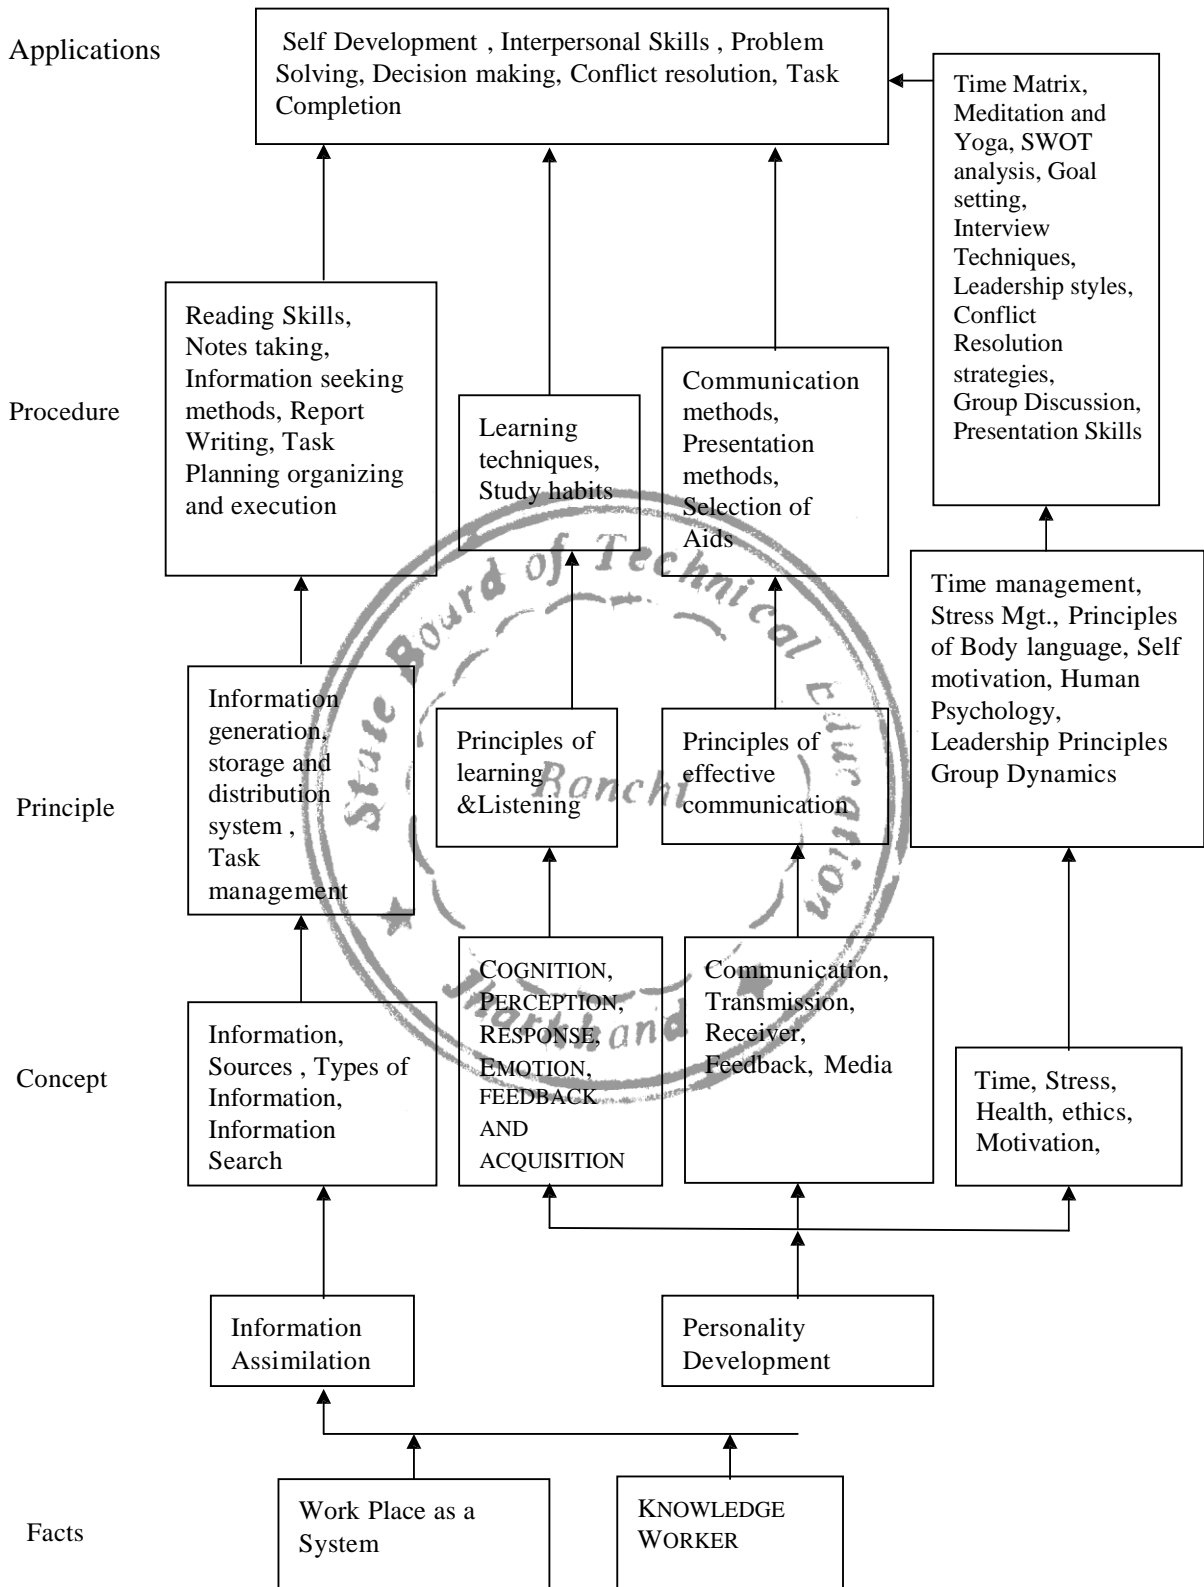 Applications
Self Development , Interpersonal Skills , Problem
Solving, Decision making, Conflict resolution, Task
Completion
Time Matrix,
Meditation and
Yoga, SWOT
analysis, Goal
setting,
Interview
Techniques,
Leadership styles,
Conflict
Resolution
strategies,
Group Discussion,
Presentation Skills
Procedure
Reading Skills,
Notes taking,
Information seeking
methods, Report
Writing, Task
Planning organizing
and execution
Learning
techniques,
Study habits
Communication
methods,
Presentation
methods,
Selection of
Aids
Time management,
Stress Mgt., Principles
of Body language, Self
motivation, Human
Psychology,
Leadership Principles
Group Dynamics
Principle
Information
generation,
storage and
distribution
system ,
Task
management
Principles of
learning
&Listening
Principles of
effective
communication
State Board of Technical Education
Ranchi
Jharkhand
Concept
Information,
Sources , Types of
Information,
Information
Search
COGNITION,
PERCEPTION,
RESPONSE,
EMOTION,
FEEDBACK
AND
ACQUISITION
Communication,
Transmission,
Receiver,
Feedback, Media
Time, Stress,
Health, ethics,
Motivation,
Information
Assimilation
Personality
Development
Facts
Work Place as a
System
KNOWLEDGE
WORKER